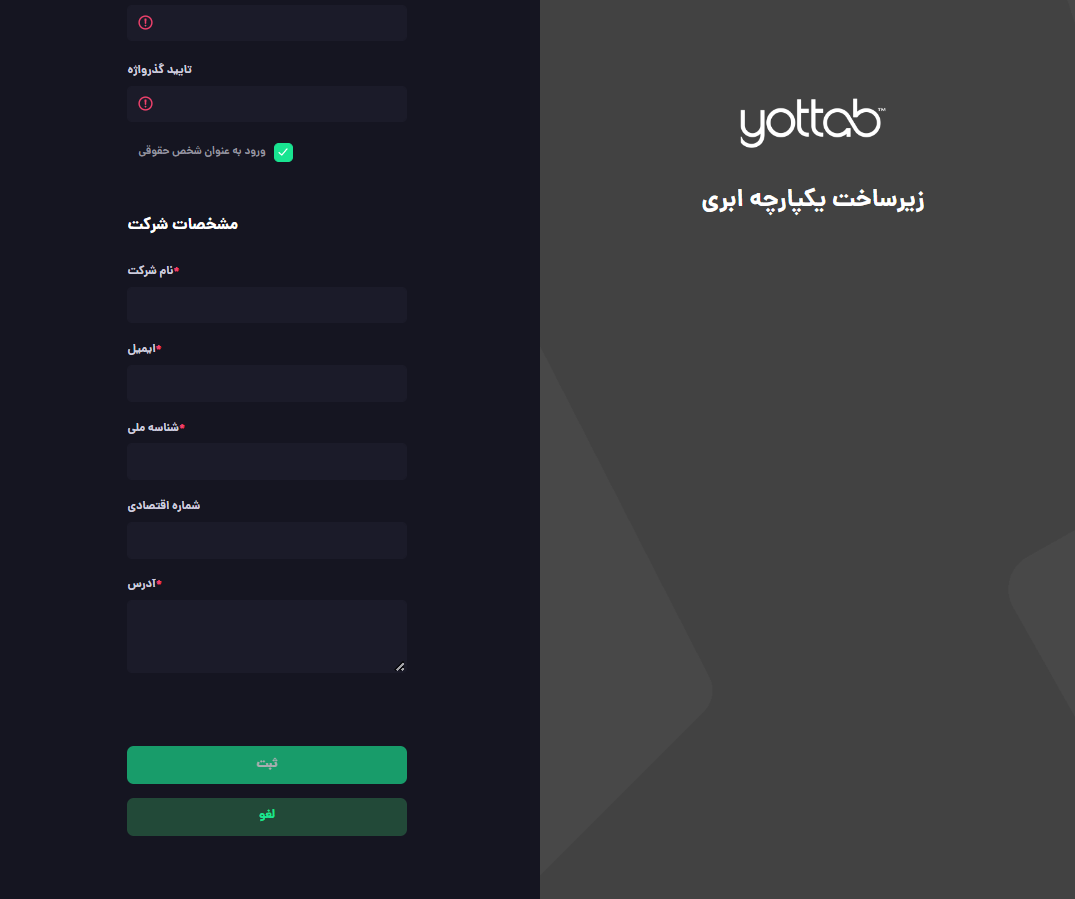 تایید گذرواژه
ورود به عنوان شخص حقوقی
مشخصات شرکت
*نام شرکت
*ایمیل
*شناسه ملی
شماره اقتصادی
*آدرس
ثبت
لغو
yottab™
زیرساخت یکپارچه ابری